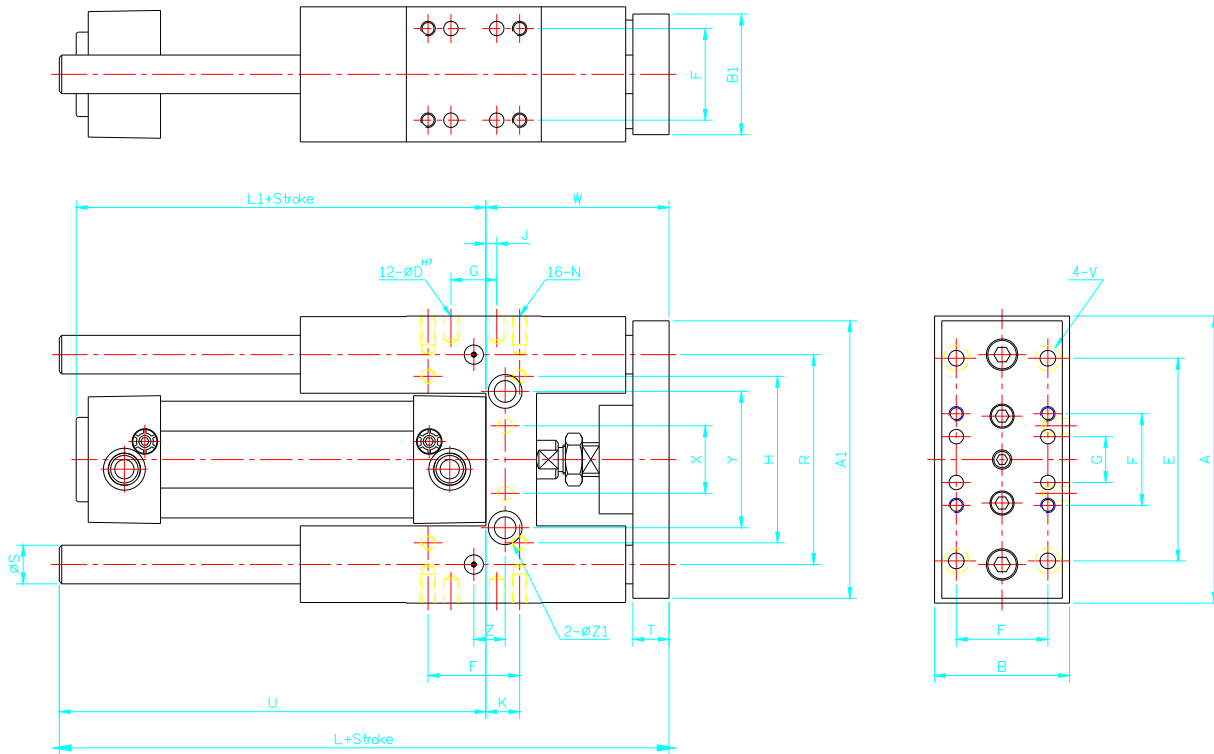 F
B1
L1+Stroke
W
J
12-ØD H7
G
16-N
4-V
X
Y
H
R
A1
G
F
E
A
ØS
Z
2-ØZ1
T
F
F
B
U
K
L+Stroke